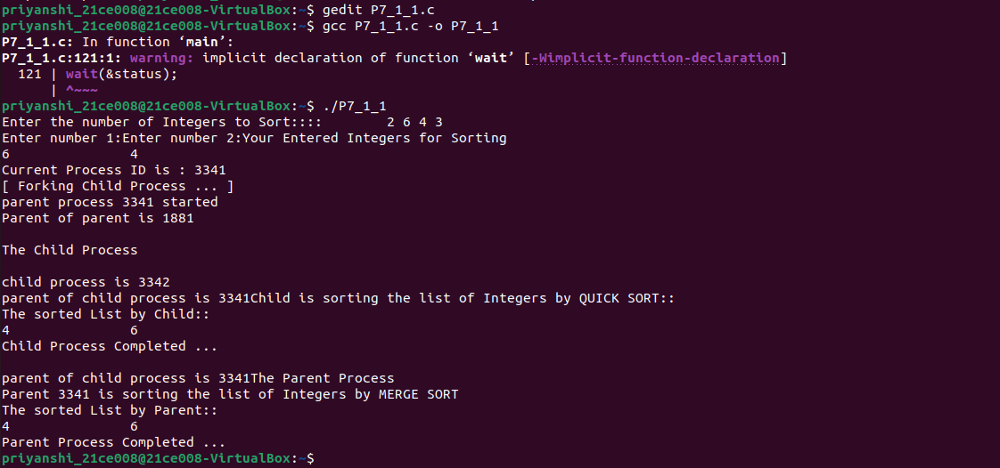 priyanshi_21ce008@21ce008-VirtualBox:~$ gedit P7_1_1.c
priyanshi_21ce008@21ce008-VirtualBox:~$ gcc P7_1_1.c -o P7_1_1
P7_1_1.c: In function ‘main’:
P7_1_1.c:121:1: warning: implicit declaration of function ‘wait’ [-Wimplicit-function-declaration]
  121 | wait(&status);
      | ^~~~
priyanshi_21ce008@21ce008-VirtualBox:~$ ./P7_1_1
Enter the number of Integers to Sort::::        2 6 4 3
Enter number 1:Enter number 2:Your Entered Integers for Sorting
6               4
Current Process ID is : 3341
[ Forking Child Process ... ]
parent process 3341 started
Parent of parent is 1881
The Child Process
child process is 3342
parent of child process is 3341Child is sorting the list of Integers by QUICK SORT::
The sorted List by Child::
4               6
Child Process Completed ...
parent of child process is 3341The Parent Process
Parent 3341 is sorting the list of Integers by MERGE SORT
The sorted List by Parent::
4               6
Parent Process Completed ...
priyanshi_21ce008@21ce008-VirtualBox:~$